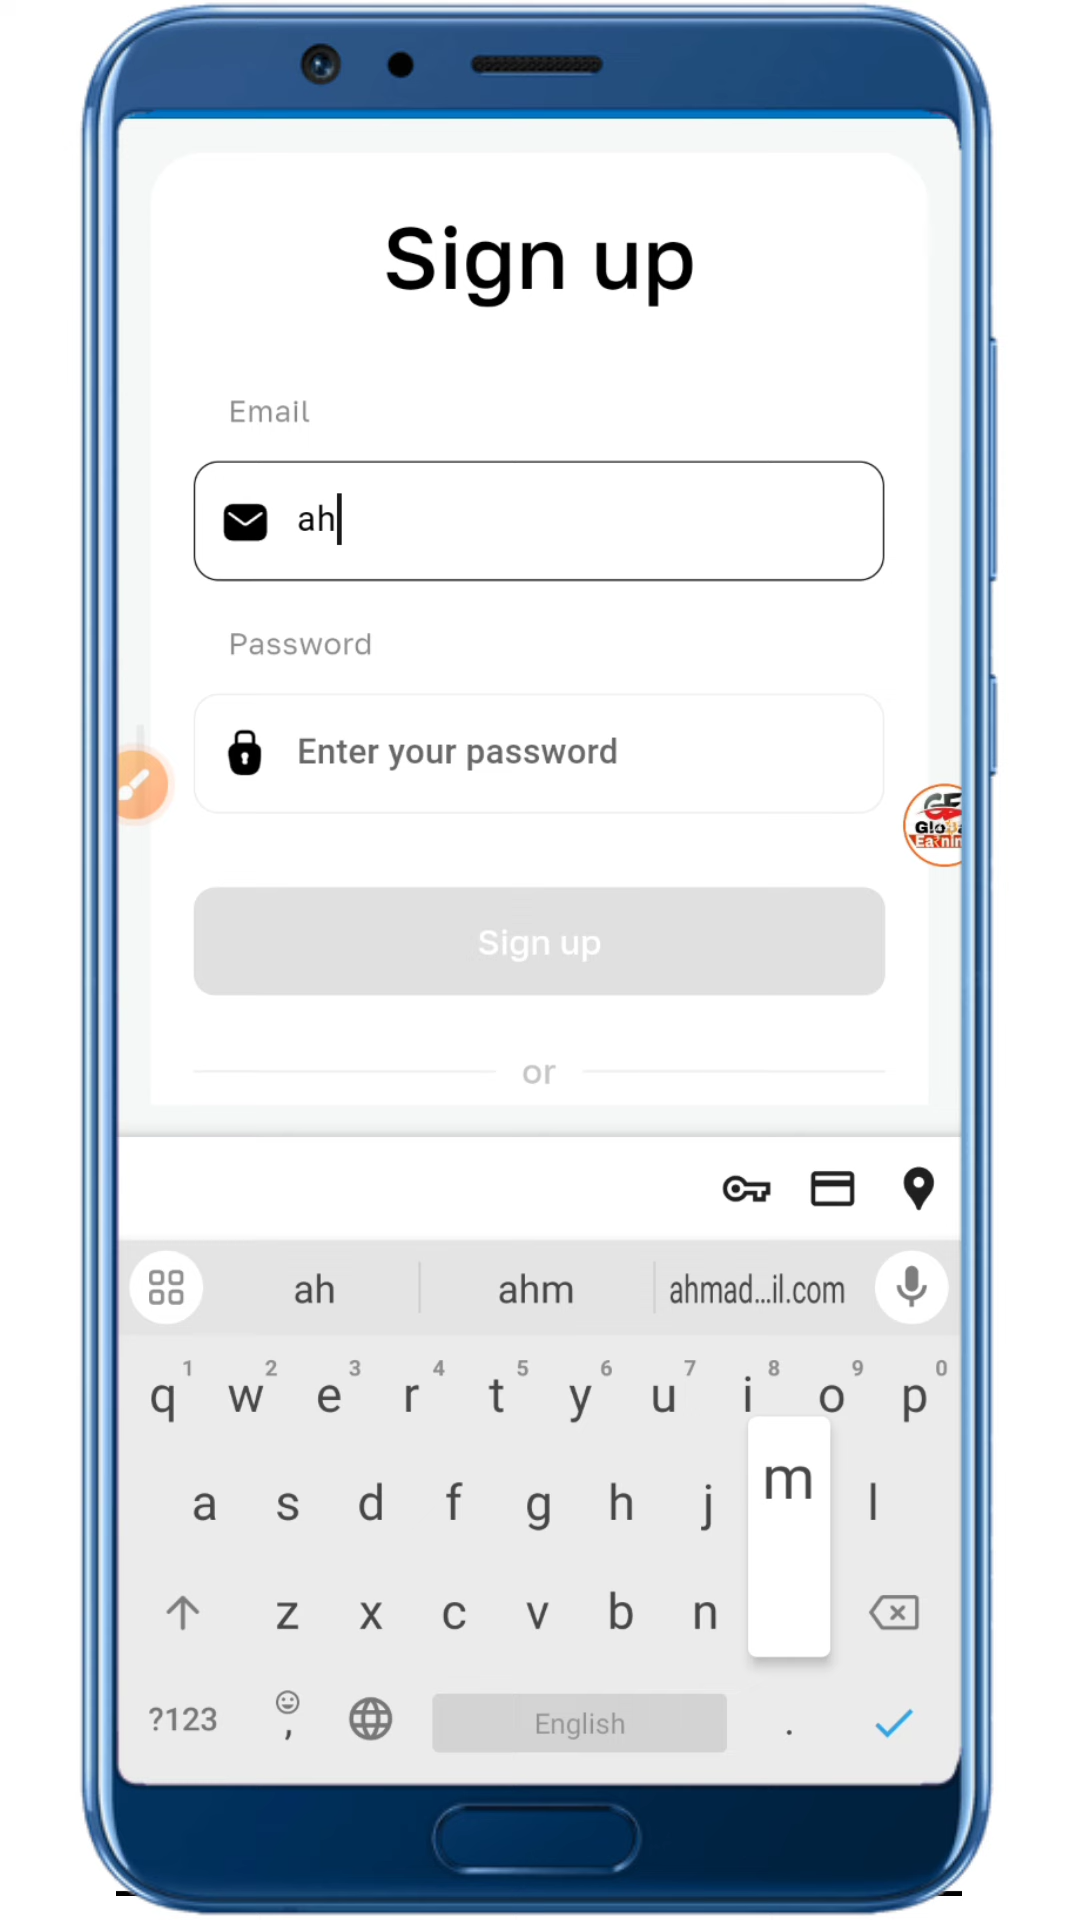 Sign up
Email
ah
Password
Enter your password
Sign up
or
ah ahm ahmad...il.com
1 2 3 4 5 6 7 8 9 0
q w e r t y u i o p
a s d f g h j m l
z x c v b n
?123 , English .